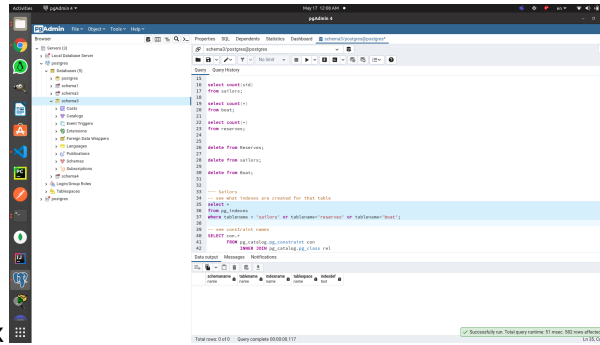 Activities
pgAdmin 4
May 17 12:08 AM
en
pgAdmin 4
pgAdmin
File
Object
Tools
Help
Browser
Properties SQL Dependents Statistics Dashboard schema3/postgres@postgres*
Servers (3)
schema3/postgres@postgres
Local Database Server
postgres
No limit
Databases (5)
Query Query History
postgres
15
schema1
16 select count(sid)
schema2
17 from sailors;
schema3
18
Casts
19 select count(*)
Catalogs
20 from boat;
Event Triggers
21
Extensions
22 select count(*)
Foreign Data Wrappers
23 from reserves;
Languages
24
Publications
25
Schemas
26 delete from Reserves;
Subscriptions
27
schema4
28 delete from sailors;
Login/Group Roles
29
Tablespaces
30 delete from Boat;
postgres
31
32
33 --- Sailors
34 -- see what indexes are created for that table
35 select *
36 from pg_indexes
37 where tablename = 'sailors' or tablename='reserves' or tablename='boat';
38
39 -- see constraint names
40 SELECT con.*
41 FROM pg_catalog.pg_constraint con
42 INNER JOIN pg_catalog.pg_class rel
Data output Messages Notifications
schemaname tablename indexname tablespace indexdef
name name name name text
Successfully run. Total query runtime: 51 msec. 502 rows affected
Total rows: 0 of 0 Query complete 00:00:00.117
Ln 35, Co